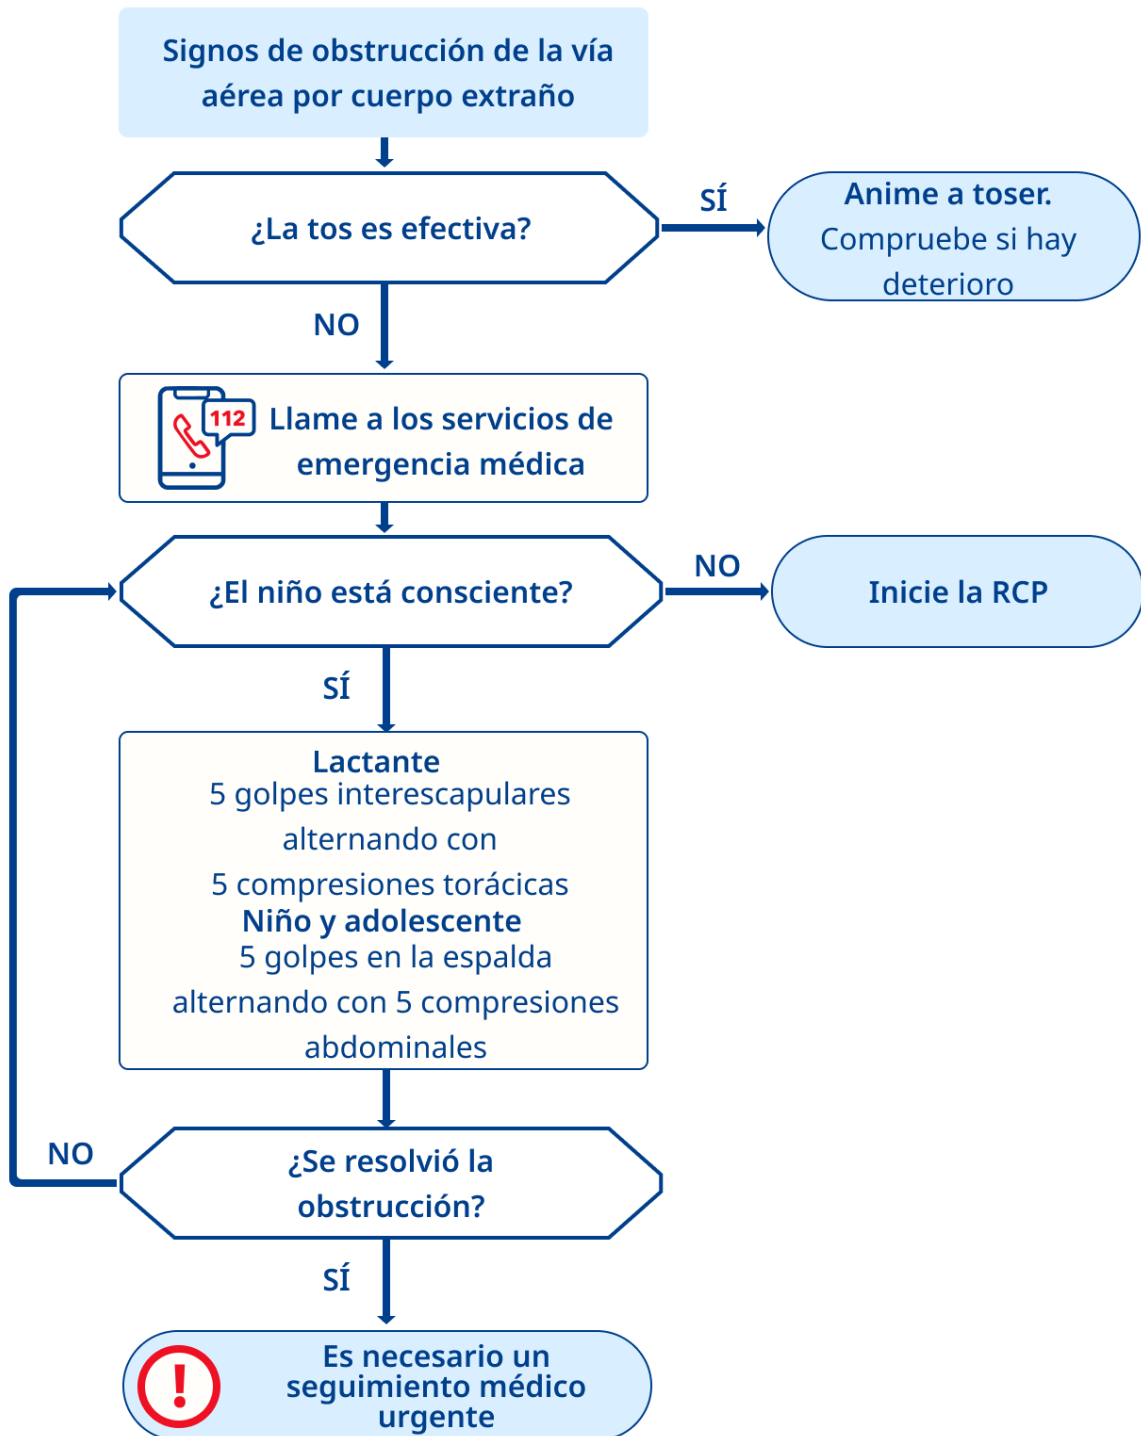 Signos de obstrucción de la vía
aérea por cuerpo extraño
¿La tos es efectiva?
SÍ
Anime a toser.
Compruebe si hay
deterioro
NO
112
Llame a los servicios de
emergencia médica
¿El niño está consciente?
NO
Inicie la RCP
SÍ
Lactante
5 golpes interescapulares
alternando con
5 compresiones torácicas
Niño y adolescente
5 golpes en la espalda
alternando con 5 compresiones
abdominales
NO
¿Se resolvió la
obstrucción?
SÍ
!
Es necesario un
seguimiento médico
urgente